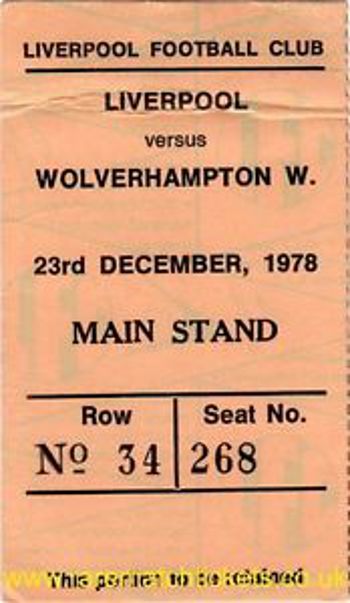 LIVERPOOL FOOTBALL CLUB
LIVERPOOL
versus
WOLVERHAMPTON W.
23rd DECEMBER, 1978
MAIN STAND
Row Seat No.
Nº 34 268
This portion to be retained